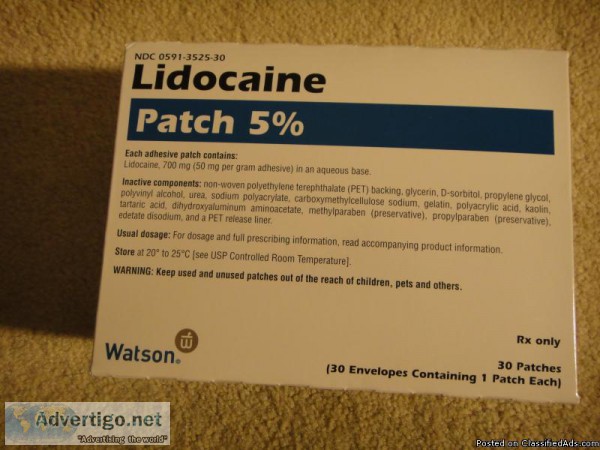 NDC 0591-3525-30
Lidocaine
Patch 5%
Each adhesive patch contains:
Lidocaine, 700 mg (50 mg per gram adhesive) in an aqueous base.
Inactive components: non-woven polyethylene terephthalate (PET) backing, glycerin, D-sorbitol, propylene glycol,
polyvinyl alcohol, urea, sodium polyacrylate, carboxymethylcellulose sodium, gelatin, polyacrylic acid, kaolin,
tartaric acid, dihydroxyaluminum aminoacetate, methylparaben (preservative), propylparaben (preservative),
edetate disodium, and a PET release liner.
Usual dosage: For dosage and full prescribing information, read accompanying product information.
Store at 20° to 25°C [see USP Controlled Room Temperature].
WARNING: Keep used and unused patches out of the reach of children, pets and others.
Rx only
Watson.
30 Patches
(30 Envelopes Containing 1 Patch Each)
Advertigo.net
"Advertising the world"
Posted on ClassifiedAds.com